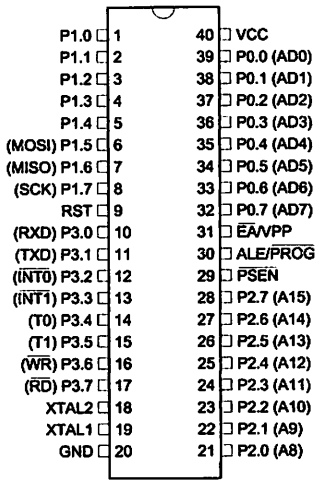 P1.0 1 40 VCC
P1.1 2 39 P0.0 (AD0)
P1.2 3 38 P0.1 (AD1)
P1.3 4 37 P0.2 (AD2)
P1.4 5 36 P0.3 (AD3)
(MOSI) P1.5 6 35 P0.4 (AD4)
(MISO) P1.6 7 34 P0.5 (AD5)
(SCK) P1.7 8 33 P0.6 (AD6)
RST 9 32 P0.7 (AD7)
(RXD) P3.0 10 31 E̅A̅/VPP
(TXD) P3.1 11 30 ALE/P̅R̅O̅G̅
(I̅N̅T̅0̅) P3.2 12 29 P̅S̅E̅N̅
(I̅N̅T̅1̅) P3.3 13 28 P2.7 (A15)
(T0) P3.4 14 27 P2.6 (A14)
(T1) P3.5 15 26 P2.5 (A13)
(W̅R̅) P3.6 16 25 P2.4 (A12)
(R̅D̅) P3.7 17 24 P2.3 (A11)
XTAL2 18 23 P2.2 (A10)
XTAL1 19 22 P2.1 (A9)
GND 20 21 P2.0 (A8)